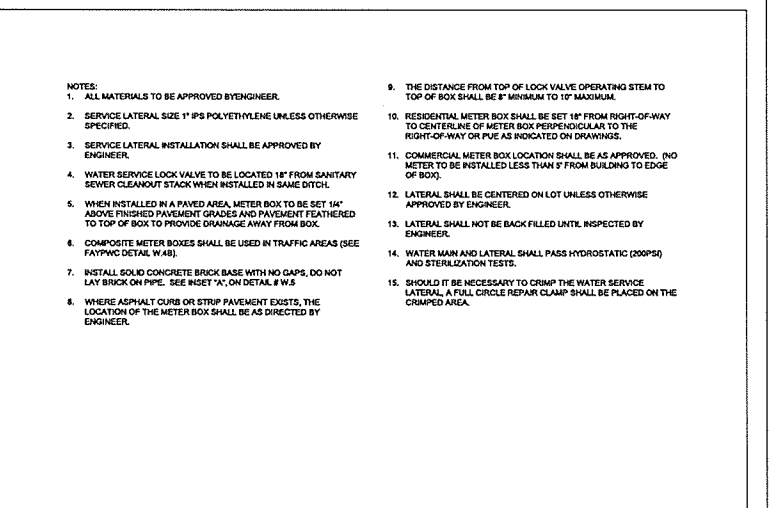 NOTES:
1. ALL MATERIALS TO BE APPROVED BYENGINEER.
2. SERVICE LATERAL SIZE 1" IPS POLYETHYLENE UNLESS OTHERWISE
SPECIFIED.
3. SERVICE LATERAL INSTALLATION SHALL BE APPROVED BY
ENGINEER.
4. WATER SERVICE LOCK VALVE TO BE LOCATED 18" FROM SANITARY
SEWER CLEANOUT STACK WHEN INSTALLED IN SAME DITCH.
5. WHEN INSTALLED IN A PAVED AREA, METER BOX TO BE SET 1/4"
ABOVE FINISHED PAVEMENT GRADES AND PAVEMENT FEATHERED
TO TOP OF BOX TO PROVIDE DRAINAGE AWAY FROM BOX.
6. COMPOSITE METER BOXES SHALL BE USED IN TRAFFIC AREAS (SEE
FAYPWC DETAIL W.4B).
7. INSTALL SOLID CONCRETE BRICK BASE WITH NO GAPS, DO NOT
LAY BRICK ON PIPE. SEE INSET "A", ON DETAIL # W.5
8. WHERE ASPHALT CURB OR STRIP PAVEMENT EXISTS, THE
LOCATION OF THE METER BOX SHALL BE AS DIRECTED BY
ENGINEER.
9. THE DISTANCE FROM TOP OF LOCK VALVE OPERATING STEM TO
TOP OF BOX SHALL BE 8" MINIMUM TO 10" MAXIMUM.
10. RESIDENTIAL METER BOX SHALL BE SET 18" FROM RIGHT-OF-WAY
TO CENTERLINE OF METER BOX PERPENDICULAR TO THE
RIGHT-OF-WAY OR PUE AS INDICATED ON DRAWINGS.
11. COMMERCIAL METER BOX LOCATION SHALL BE AS APPROVED. (NO
METER TO BE INSTALLED LESS THAN 5' FROM BUILDING TO EDGE
OF BOX).
12. LATERAL SHALL BE CENTERED ON LOT UNLESS OTHERWISE
APPROVED BY ENGINEER.
13. LATERAL SHALL NOT BE BACK FILLED UNTIL INSPECTED BY
ENGINEER.
14. WATER MAIN AND LATERAL SHALL PASS HYDROSTATIC (200PSI)
AND STERILIZATION TESTS.
15. SHOULD IT BE NECESSARY TO CRIMP THE WATER SERVICE
LATERAL, A FULL CIRCLE REPAIR CLAMP SHALL BE PLACED ON THE
CRIMPED AREA.